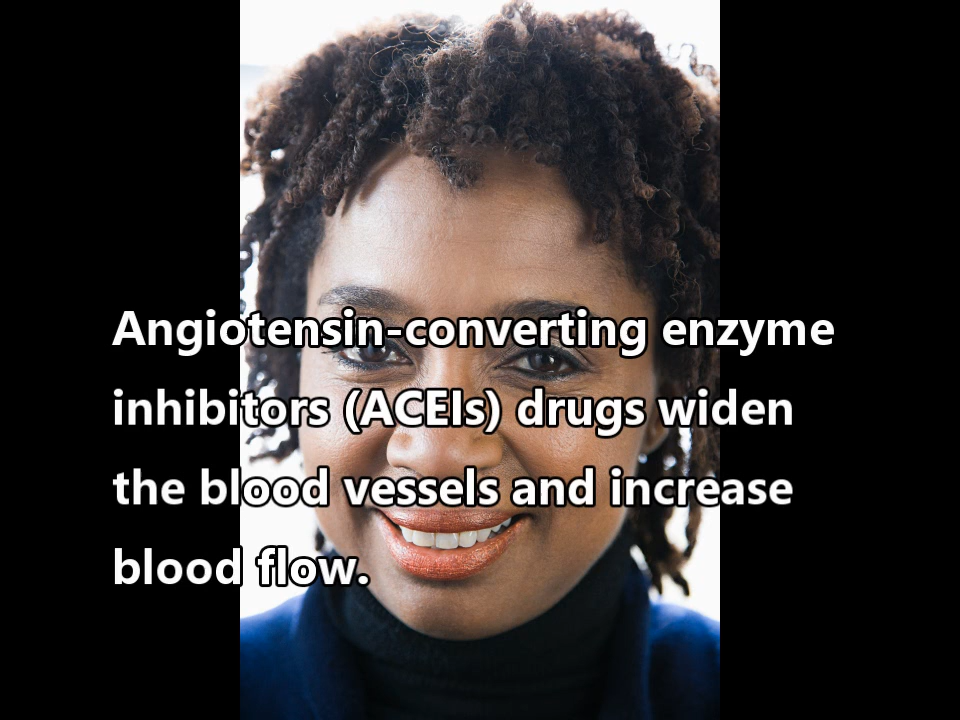 Angiotensin-converting enzyme
inhibitors (ACEIs) drugs widen
the blood vessels and increase
blood flow.